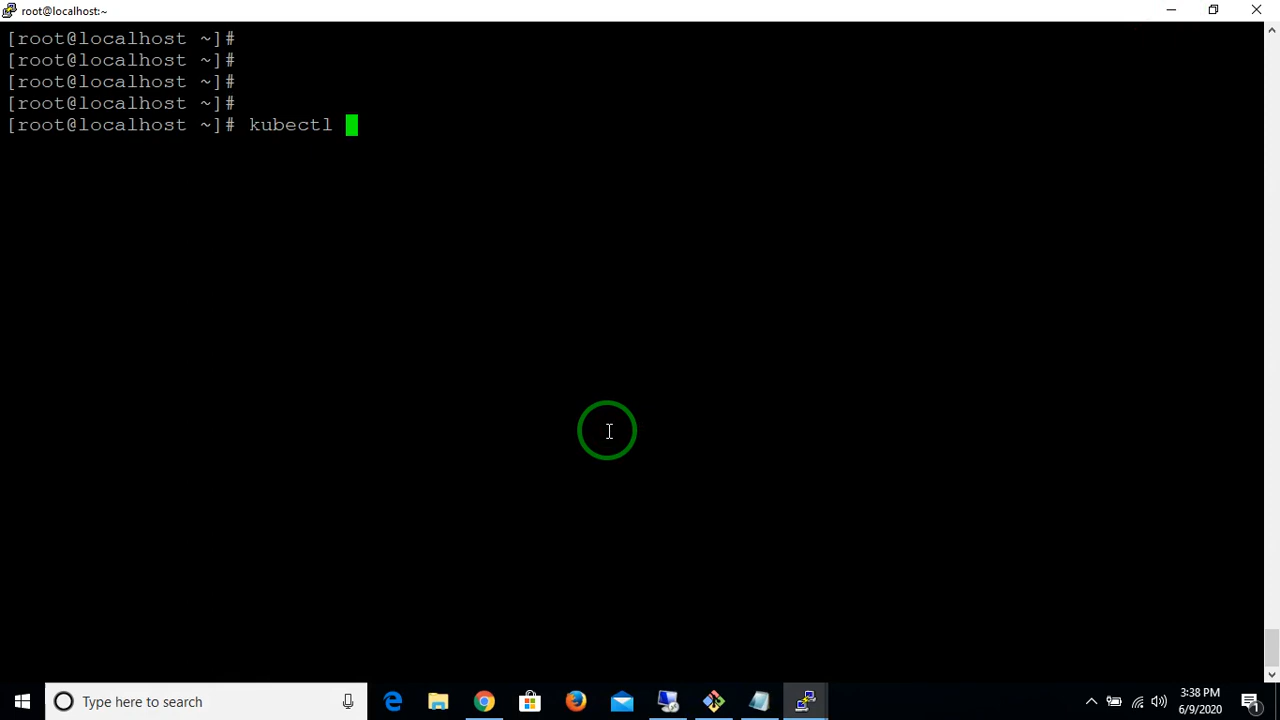 root@localhost:~
[root@localhost ~]#
[root@localhost ~]#
[root@localhost ~]#
[root@localhost ~]#
[root@localhost ~]# kubectl
Type here to search
3:38 PM
6/9/2020
1